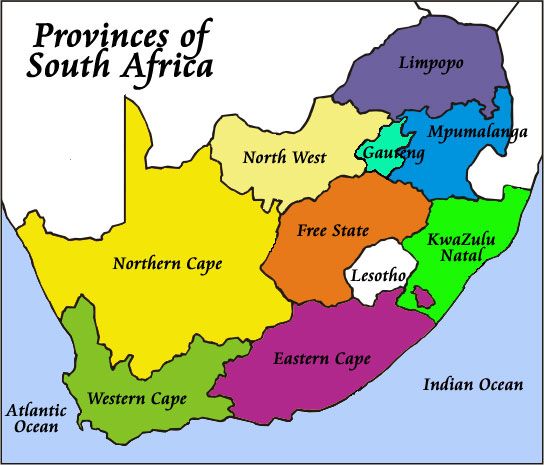 Provinces of
South Africa
Limpopo
Mpumalanga
Gauteng
North West
Free State
KwaZulu
Natal
Northern Cape
Lesotho
Eastern Cape
Western Cape
Indian Ocean
Atlantic
Ocean